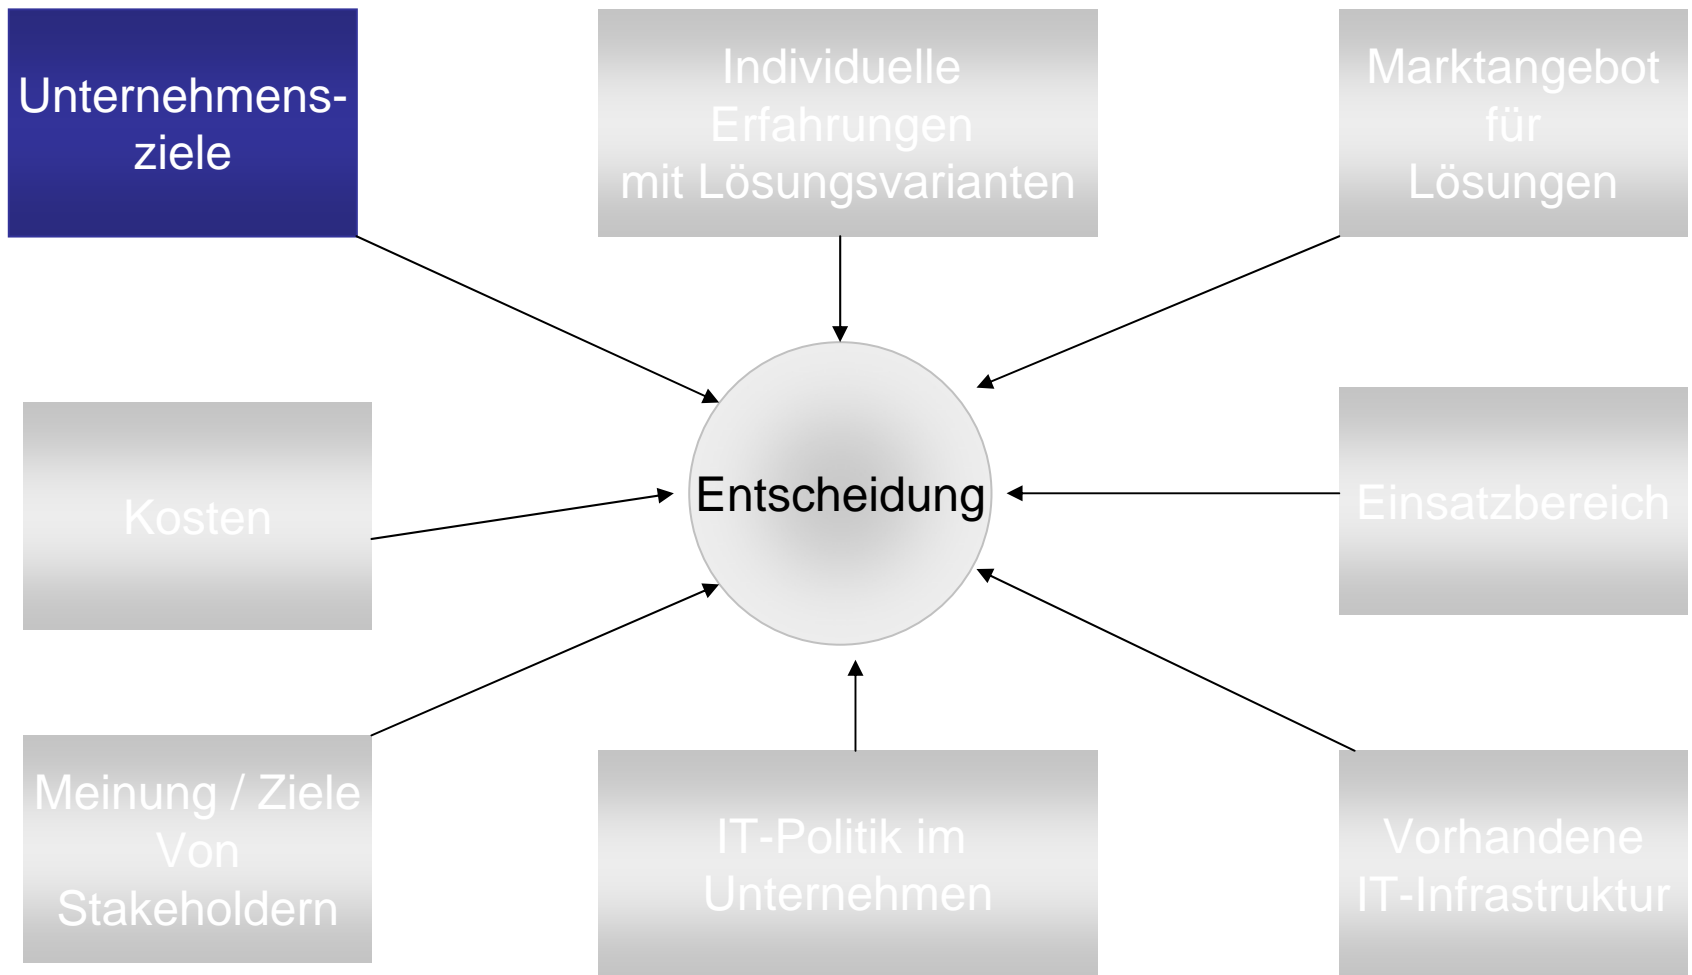 Unternehmens-
ziele
Individuelle
Erfahrungen
mit Lösungsvarianten
Marktangebot
für
Lösungen
Kosten
Entscheidung
Einsatzbereich
Meinung / Ziele
Von
Stakeholdern
IT-Politik im
Unternehmen
Vorhandene
IT-Infrastruktur